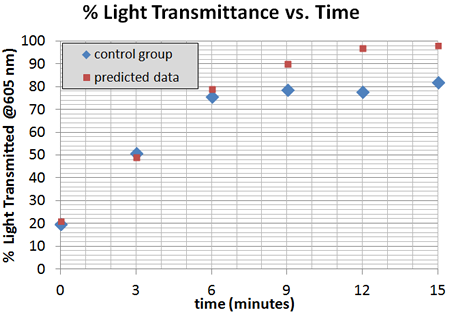 % Light Transmittance vs. Time
% Light Transmitted @605 nm)
100
90
80
70
60
50
40
30
20
10
0
control group
predicted data
0 3 6 9 12 15
time (minutes)